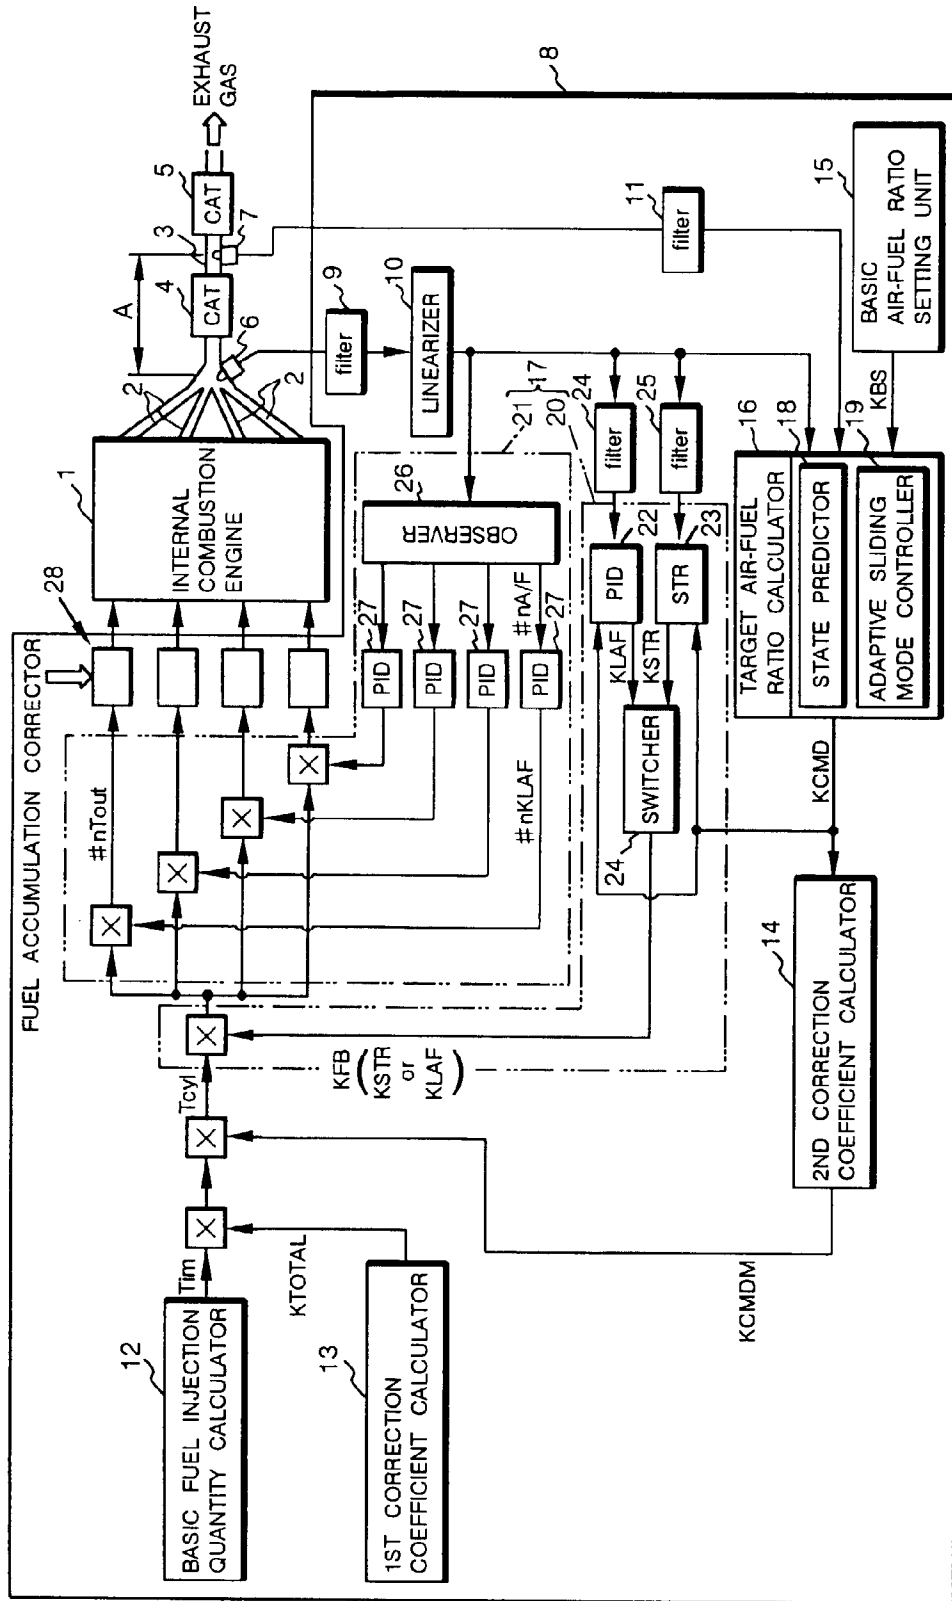 FUEL ACCUMULATION CORRECTOR
28
1
INTERNAL
COMBUSTION
ENGINE
2
2
A
4
CAT
3
5
CAT
7
6
EXHAUST
GAS
8
9
filter
10
LINEARIZER
11
filter
12
BASIC FUEL INJECTION
QUANTITY CALCULATOR
Tim
×
×
Tcyl
×
×
×
×
×
#nTout
13
1ST CORRECTION
COEFFICIENT CALCULATOR
KTOTAL
KFB (KSTR
or
KLAF)
26
OBSERVER
27
PID
27
PID
27
PID
27
PID
#nA/F
#nKLAF
21
20
17
24
filter
25
filter
22
PID
23
STR
KLAF
KSTR
SWITCHER
24
KCMDM
14
2ND CORRECTION
COEFFICIENT CALCULATOR
KCMD
16
TARGET AIR-FUEL
RATIO CALCULATOR
18
STATE PREDICTOR
19
ADAPTIVE SLIDING
MODE CONTROLLER
KBS
15
BASIC
AIR-FUEL RATIO
SETTING UNIT